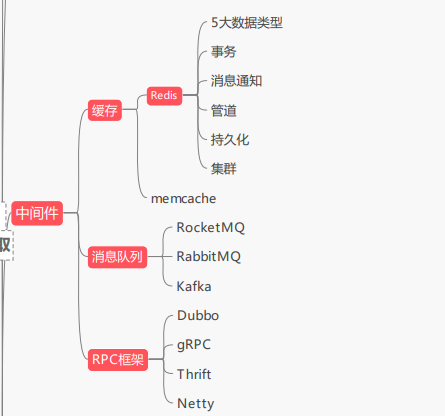 中间件
缓存
Redis
5大数据类型
事务
消息通知
管道
持久化
集群
memcache
消息队列
RocketMQ
RabbitMQ
Kafka
RPC框架
Dubbo
gRPC
Thrift
Netty